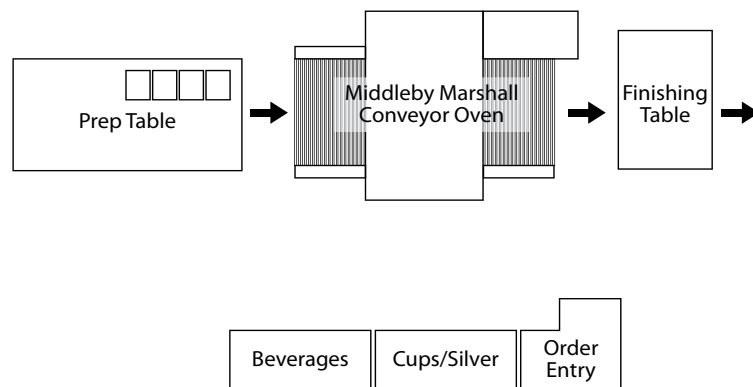 Prep Table
Middleby Marshall
Conveyor Oven
Finishing
Table
Beverages
Cups/Silver
Order
Entry